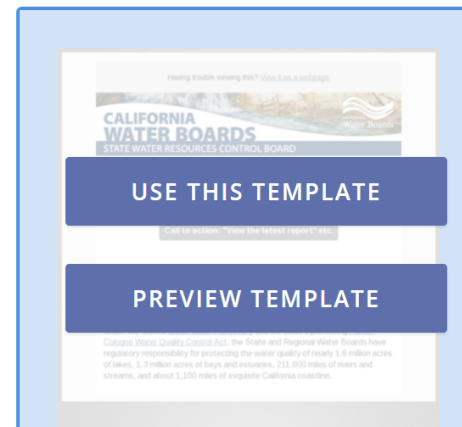 Having trouble viewing this? View it as a webpage.
CALIFORNIA
WATER BOARDS
Water Boards
STATE WATER RESOURCES CONTROL BOARD
USE THIS TEMPLATE
Call to action: "View the latest report" etc.
PREVIEW TEMPLATE
Cologne Water Quality Control Act, the State and Regional Water Boards have
regulatory responsibility for protecting the water quality of nearly 1.6 million acres
of lakes, 1.3 million acres of bays and estuaries, 211,000 miles of rivers and
streams, and about 1,100 miles of exquisite California coastline.